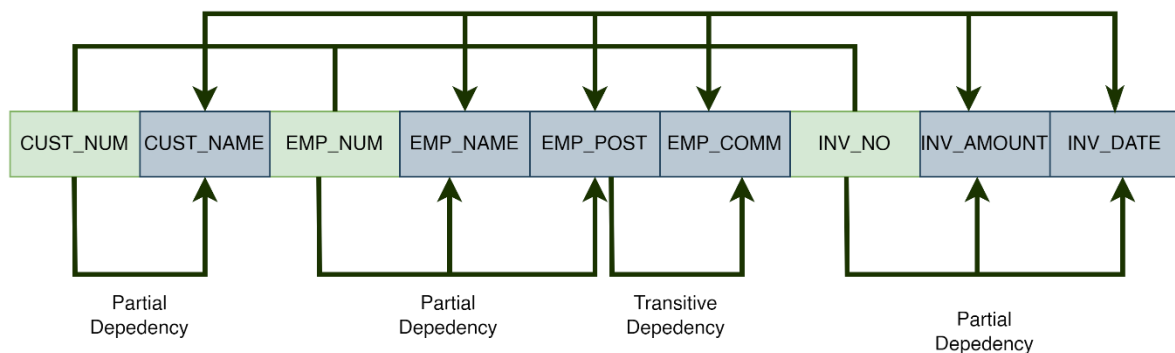 CUST_NUM CUST_NAME EMP_NUM EMP_NAME EMP_POST EMP_COMM INV_NO INV_AMOUNT INV_DATE
Partial
Depedency
Partial
Depedency
Transitive
Depedency
Partial
Depedency